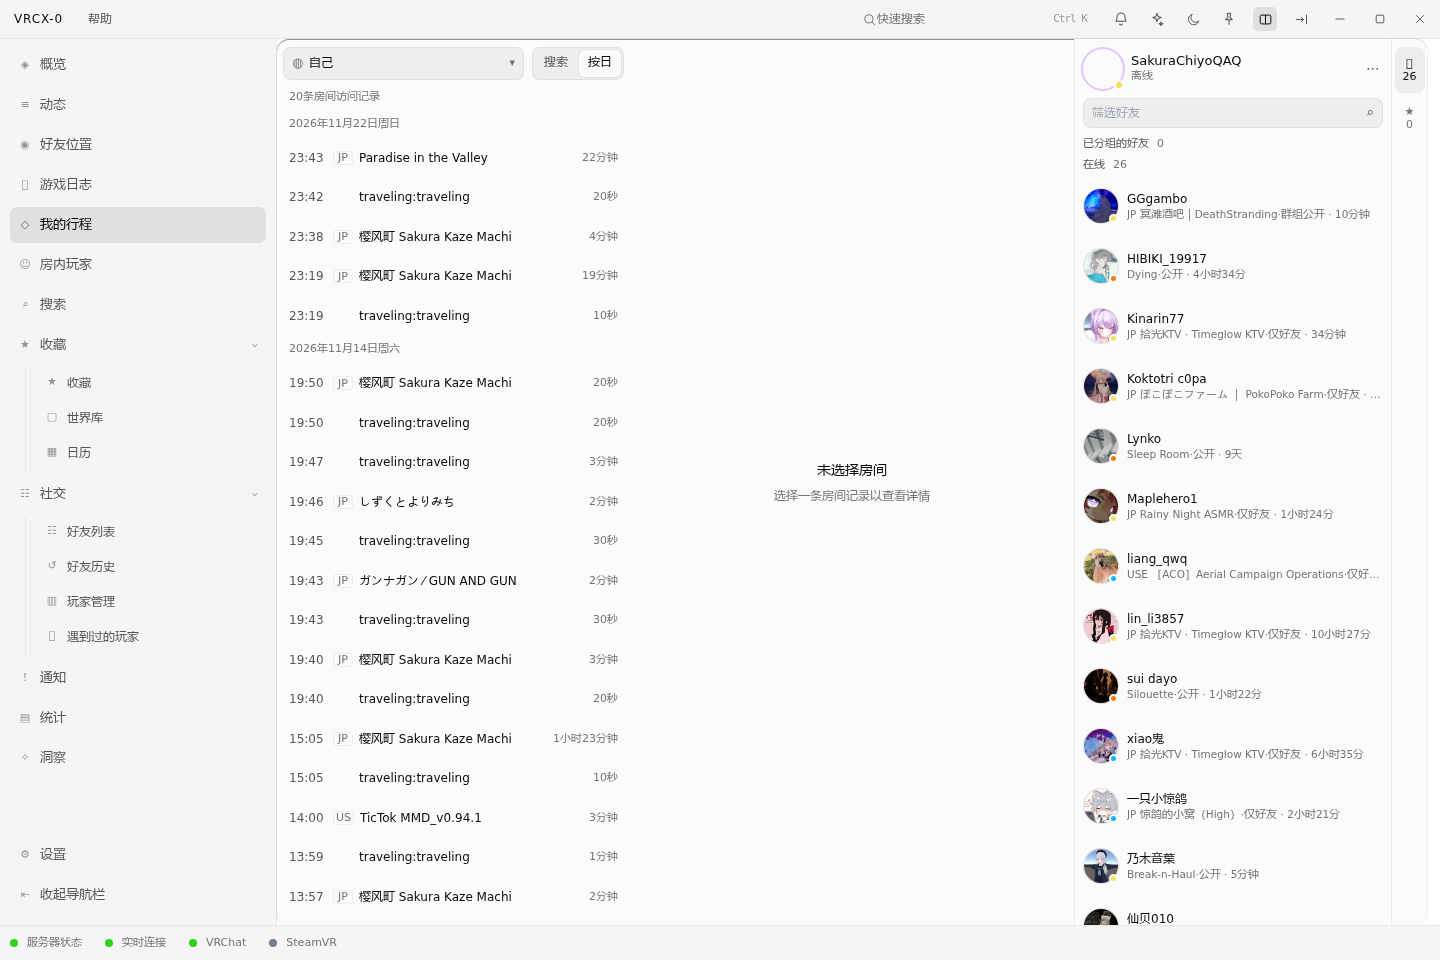 VRCX-0
帮助
快速搜索
Ctrl K
概览
动态
好友位置
游戏日志
我的行程
房内玩家
搜索
收藏
收藏
世界库
日历
社交
好友列表
好友历史
玩家管理
遇到过的玩家
通知
统计
洞察
设置
收起导航栏
自己
搜索
按日
20条房间访问记录
2026年11月22日周日
23:43 JP Paradise in the Valley 22分钟
23:42 traveling:traveling 20秒
23:38 JP 樱风町 Sakura Kaze Machi 4分钟
23:19 JP 樱风町 Sakura Kaze Machi 19分钟
23:19 traveling:traveling 10秒
2026年11月14日周六
19:50 JP 樱风町 Sakura Kaze Machi 20秒
19:50 traveling:traveling 20秒
19:47 traveling:traveling 3分钟
19:46 JP しずくとよりみち 2分钟
19:45 traveling:traveling 30秒
19:43 JP ガンナガン/GUN AND GUN 2分钟
19:43 traveling:traveling 30秒
19:40 JP 樱风町 Sakura Kaze Machi 3分钟
19:40 traveling:traveling 20秒
15:05 JP 樱风町 Sakura Kaze Machi 1小时23分钟
15:05 traveling:traveling 10秒
14:00 US TicTok MMD_v0.94.1 3分钟
13:59 traveling:traveling 1分钟
13:57 JP 樱风町 Sakura Kaze Machi 2分钟
未选择房间
选择一条房间记录以查看详情
SakuraChiyoQAQ
离线
...
筛选好友
已分组的好友 0
在线 26
GGgambo
JP 冥滩酒吧 | DeathStranding·群组公开 · 10分钟
HIBIKI_19917
Dying·公开 · 4小时34分
Kinarin77
JP 拾光KTV · Timeglow KTV·仅好友 · 34分钟
Koktotri c0pa
JP ぽこぽこファーム | PokoPoko Farm·仅好友 · ...
Lynko
Sleep Room·公开 · 9天
Maplehero1
JP Rainy Night ASMR·仅好友 · 1小时24分
liang_qwq
USE [ACO] Aerial Campaign Operations·仅好...
lin_li3857
JP 拾光KTV · Timeglow KTV·仅好友 · 10小时27分
sui dayo
Silouette·公开 · 1小时22分
xiao鬼
JP 拾光KTV · Timeglow KTV·仅好友 · 6小时35分
一只小惊鸽
JP 惊鸽的小窝（High）·仅好友 · 2小时21分
乃木音葉
Break-n-Haul·公开 · 5分钟
仙贝010
26
0
服务器状态
实时连接
VRChat
SteamVR